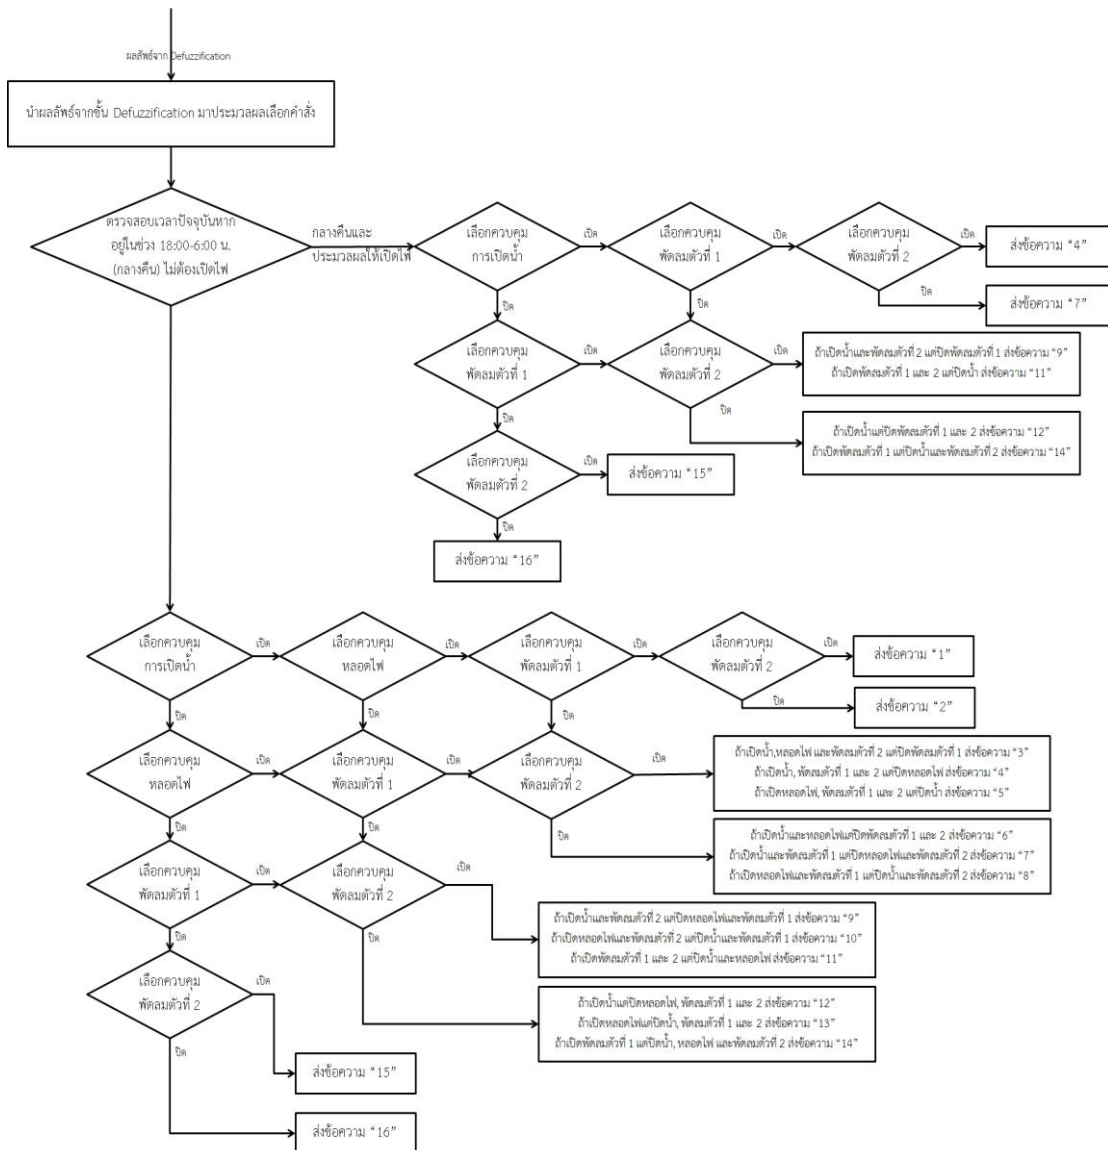 ผลลัพธ์จาก Defuzzification
นำผลลัพธ์จากขั้น Defuzzification มาประมวลผลเลือกคำสั่ง
ตรวจสอบเวลาปัจจุบันหาก
อยู่ในช่วง 18:00-6:00 น.
(กลางคืน) ไม่ต้องเปิดไฟ
กลางคืนและ
ประมวลผลให้เปิดไฟ
เลือกควบคุม
การเปิดน้ำ
เปิด
เลือกควบคุม
พัดลมตัวที่ 1
เปิด
เลือกควบคุม
พัดลมตัวที่ 2
เปิด
ส่งข้อความ “4”
ปิด
ส่งข้อความ “7”
ปิด
ปิด
เลือกควบคุม
พัดลมตัวที่ 1
เปิด
เลือกควบคุม
พัดลมตัวที่ 2
เปิด
ถ้าเปิดน้ำและพัดลมตัวที่ 2 แต่ปิดพัดลมตัวที่ 1 ส่งข้อความ “9”
ถ้าเปิดพัดลมตัวที่ 1 และ 2 แต่ปิดน้ำ ส่งข้อความ “11”
ปิด
ปิด
ถ้าเปิดน้ำแต่ปิดพัดลมตัวที่ 1 และ 2 ส่งข้อความ “12”
ถ้าเปิดพัดลมตัวที่ 1 แต่ปิดน้ำและพัดลมตัวที่ 2 ส่งข้อความ “14”
เลือกควบคุม
พัดลมตัวที่ 2
เปิด
ส่งข้อความ “15”
ปิด
ส่งข้อความ “16”
เลือกควบคุม
การเปิดน้ำ
เปิด
เลือกควบคุม
หลอดไฟ
เปิด
เลือกควบคุม
พัดลมตัวที่ 1
เปิด
เลือกควบคุม
พัดลมตัวที่ 2
เปิด
ส่งข้อความ “1”
ปิด
ส่งข้อความ “2”
ปิด
ปิด
ปิด
เลือกควบคุม
หลอดไฟ
เปิด
เลือกควบคุม
พัดลมตัวที่ 1
เปิด
เลือกควบคุม
พัดลมตัวที่ 2
เปิด
ถ้าเปิดน้ำ,หลอดไฟ และพัดลมตัวที่ 2 แต่ปิดพัดลมตัวที่ 1 ส่งข้อความ “3”
ถ้าเปิดน้ำ, พัดลมตัวที่ 1 และ 2 แต่ปิดหลอดไฟ ส่งข้อความ “4”
ถ้าเปิดหลอดไฟ, พัดลมตัวที่ 1 และ 2 แต่ปิดน้ำ ส่งข้อความ “5”
ปิด
ปิด
ปิด
ถ้าเปิดน้ำและหลอดไฟแต่ปิดพัดลมตัวที่ 1 และ 2 ส่งข้อความ “6”
ถ้าเปิดน้ำและพัดลมตัวที่ 1 แต่ปิดหลอดไฟและพัดลมตัวที่ 2 ส่งข้อความ “7”
ถ้าเปิดหลอดไฟและพัดลมตัวที่ 1 แต่ปิดน้ำและพัดลมตัวที่ 2 ส่งข้อความ “8”
เลือกควบคุม
พัดลมตัวที่ 1
เปิด
เลือกควบคุม
พัดลมตัวที่ 2
เปิด
ถ้าเปิดน้ำและพัดลมตัวที่ 2 แต่ปิดหลอดไฟและพัดลมตัวที่ 1 ส่งข้อความ “9”
ถ้าเปิดหลอดไฟและพัดลมตัวที่ 2 แต่ปิดน้ำและพัดลมตัวที่ 1 ส่งข้อความ “10”
ถ้าเปิดพัดลมตัวที่ 1 และ 2 แต่ปิดน้ำและหลอดไฟ ส่งข้อความ “11”
ปิด
ปิด
ถ้าเปิดน้ำแต่ปิดหลอดไฟ, พัดลมตัวที่ 1 และ 2 ส่งข้อความ “12”
ถ้าเปิดหลอดไฟแต่ปิดน้ำ, พัดลมตัวที่ 1 และ 2 ส่งข้อความ “13”
ถ้าเปิดพัดลมตัวที่ 1 แต่ปิดน้ำ, หลอดไฟ และพัดลมตัวที่ 2 ส่งข้อความ “14”
เลือกควบคุม
พัดลมตัวที่ 2
เปิด
ส่งข้อความ “15”
ปิด
ส่งข้อความ “16”